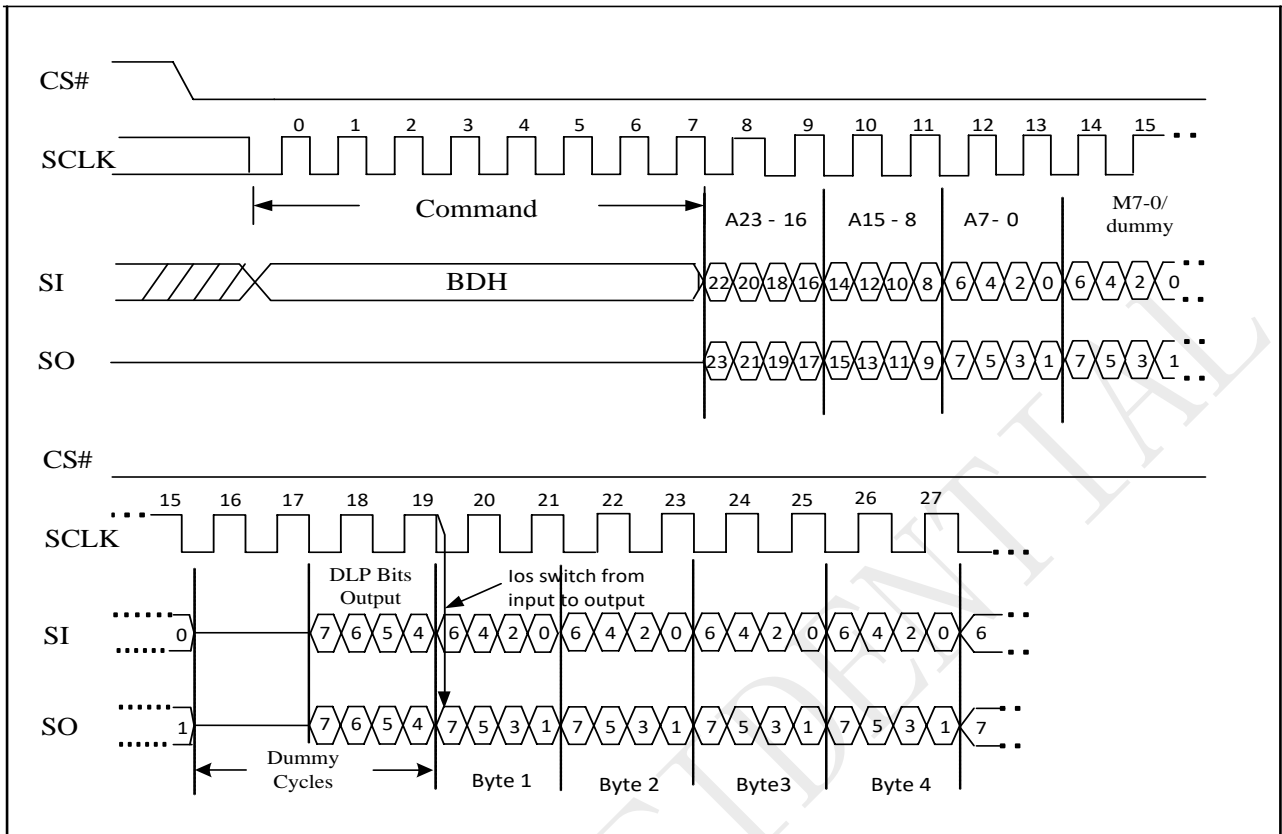 CS#
0 1 2 3 4 5 6 7 8 9 10 11 12 13 14 15
SCLK
Command
A23 - 16
A15 - 8
A7- 0
M7-0/
dummy
SI
BDH
22 20 18 16 14 12 10 8 6 4 2 0 6 4 2 0
SO
23 21 19 17 15 13 11 9 7 5 3 1 7 5 3 1
CS#
15 16 17 18 19 20 21 22 23 24 25 26 27
SCLK
DLP Bits
Output
Ios switch from
input to output
SI
0 7 6 5 4 6 4 2 0 6 4 2 0 6 4 2 0 6 4 2 0 6
SO
1 7 6 5 4 7 5 3 1 7 5 3 1 7 5 3 1 7 5 3 1 7
Dummy
Cycles
Byte 1
Byte 2
Byte3
Byte 4